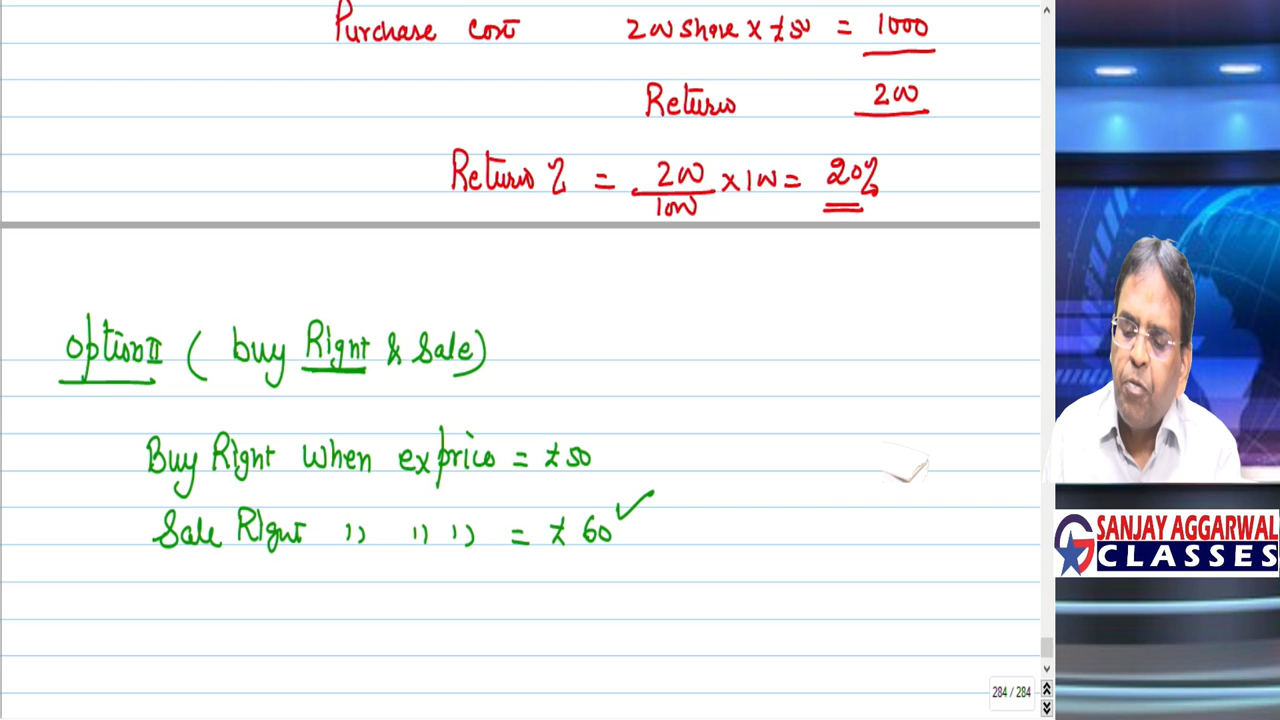 Purchase cost 200 share x ₹50 = 1000
Return 200
Return % = 200/1000 x 100 = 20%
Option II ( buy Right & Sale)
Buy Right when ex price = ₹50
Sale Right ,, ,, ,, = ₹60 ✓
SANJAY AGGARWAL
CLASSES
284 / 284